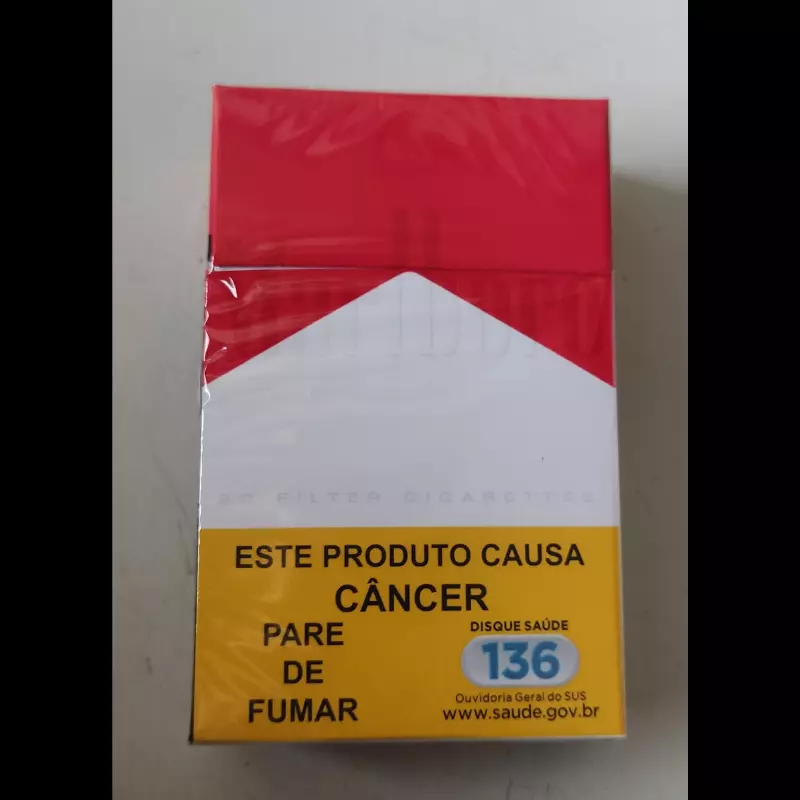 Marlboro
20 FILTER CIGARETTES
ESTE PRODUTO CAUSA
CÂNCER
PARE
DE
FUMAR
DISQUE SAÚDE
136
Ouvidoria Geral do SUS
www.saude.gov.br